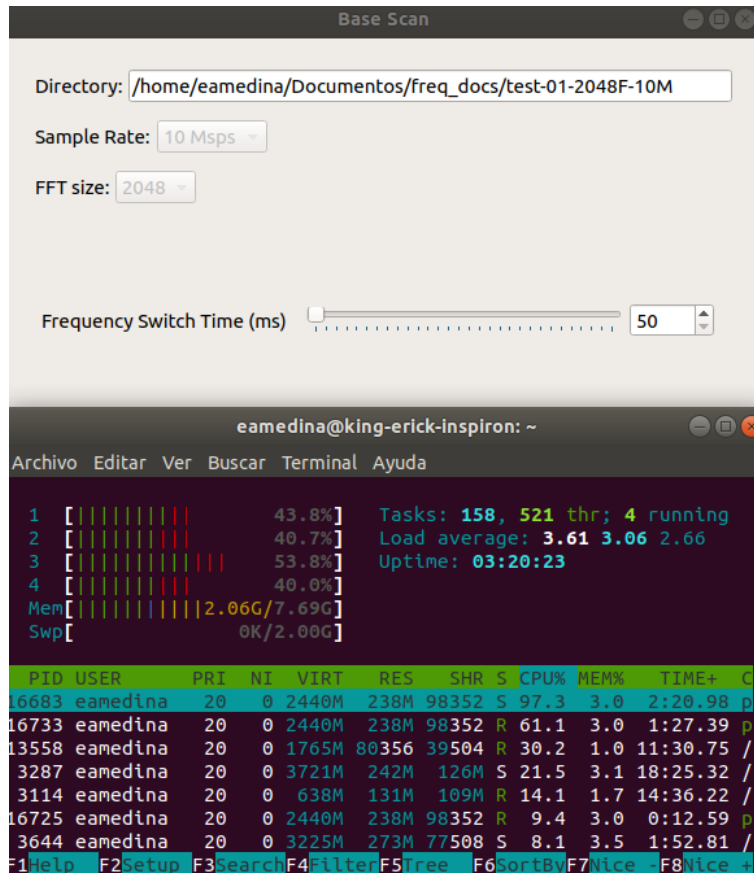 Base Scan
Directory: /home/eamedina/Documentos/freq_docs/test-01-2048F-10M
Sample Rate: 10 Msps
FFT size: 2048
Frequency Switch Time (ms) 50
eamedina@king-erick-inspiron: ~
Archivo Editar Ver Buscar Terminal Ayuda
1 [||||||||||| 43.8%] Tasks: 158, 521 thr; 4 running
2 [||||||||||| 40.7%] Load average: 3.61 3.06 2.66
3 [|||||||||||||| 53.8%] Uptime: 03:20:23
4 [||||||||||| 40.0%]
Mem[||||||||||||2.06G/7.69G]
Swp[ 0K/2.00G]
PID USER PRI NI VIRT RES SHR S CPU% MEM% TIME+ C
16683 eamedina 20 0 2440M 238M 98352 S 97.3 3.0 2:20.98 p
16733 eamedina 20 0 2440M 238M 98352 R 61.1 3.0 1:27.39 p
13558 eamedina 20 0 1765M 80356 39504 R 30.2 1.0 11:30.75 /
3287 eamedina 20 0 3721M 242M 126M S 21.5 3.1 18:25.32 /
3114 eamedina 20 0 638M 131M 109M R 14.1 1.7 14:36.22 /
16725 eamedina 20 0 2440M 238M 98352 R 9.4 3.0 0:12.59 p
3644 eamedina 20 0 3225M 273M 77508 S 8.1 3.5 1:52.81 /
F1Help F2Setup F3SearchF4FilterF5Tree F6SortByF7Nice -F8Nice +